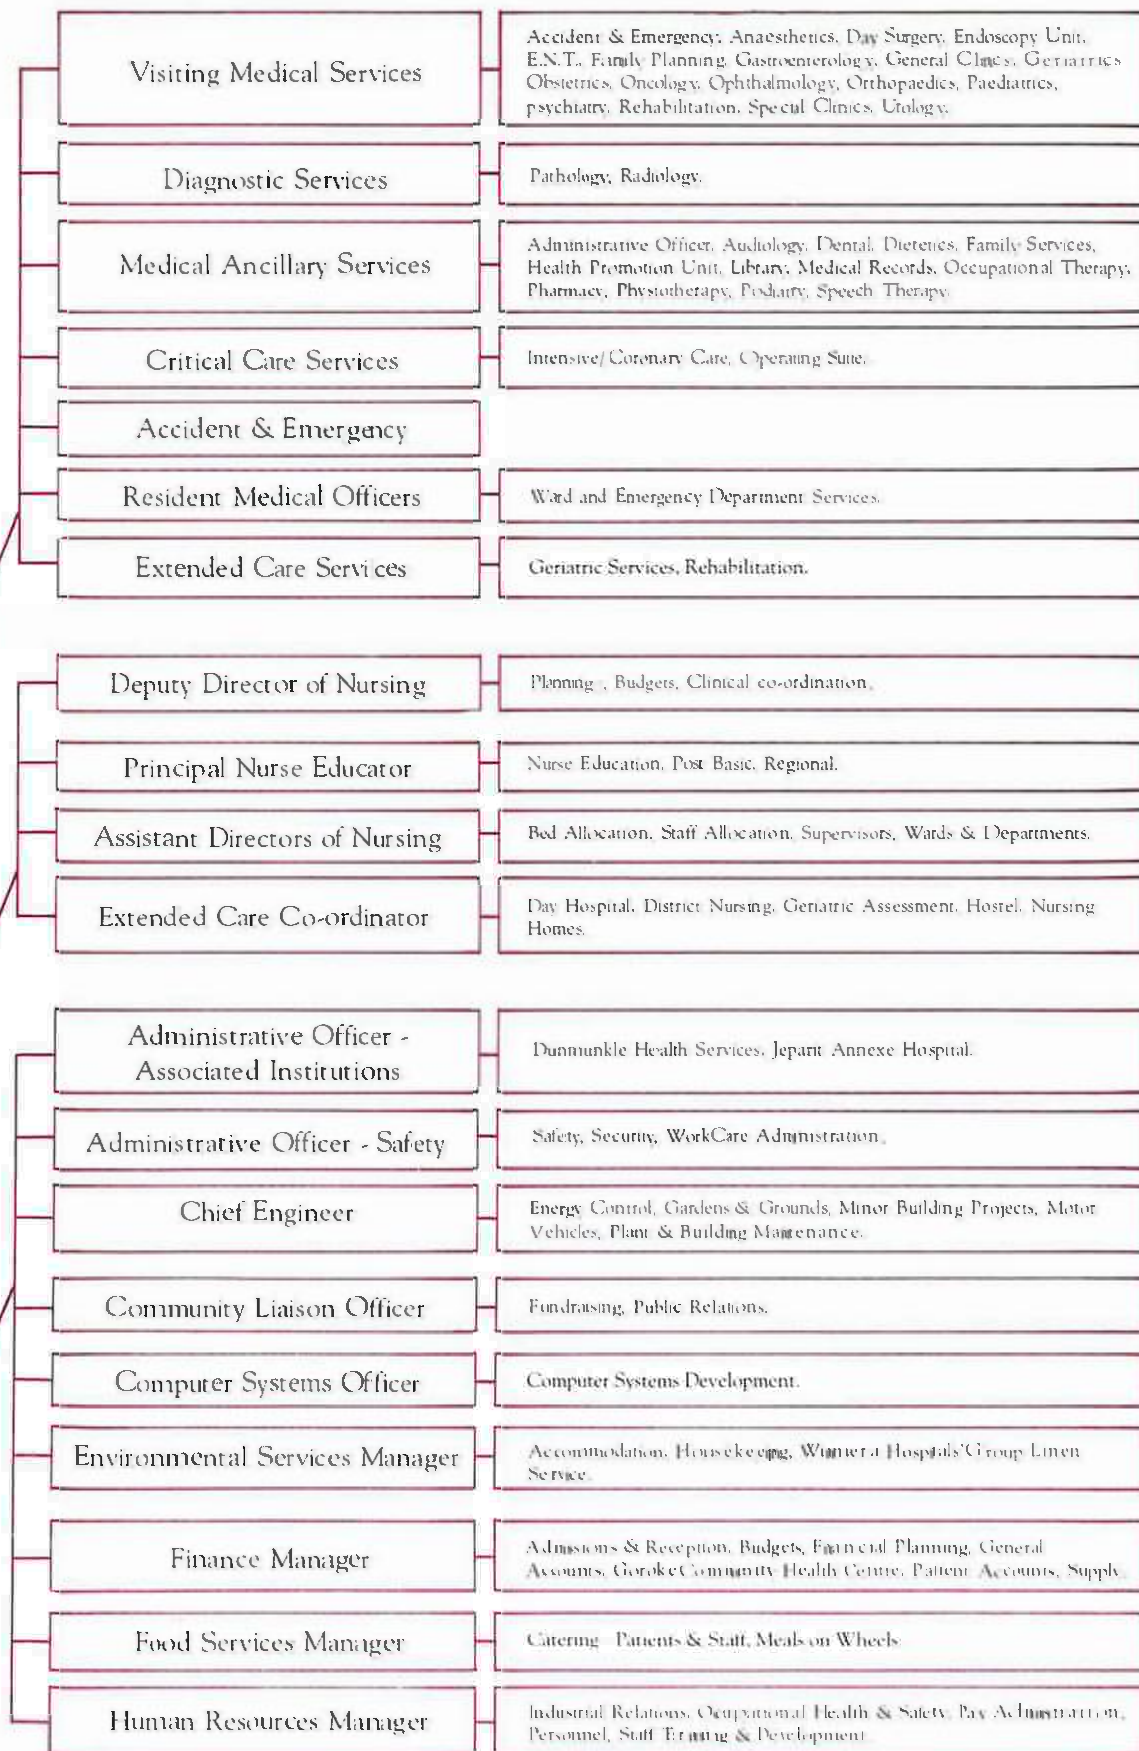 Visiting Medical Services
Accident & Emergency, Anaesthetics, Day Surgery, Endoscopy Unit,
E.N.T., Family Planning, Gastroenterology, General Clinics, Geriatrics
Obstetrics, Oncology, Ophthalmology, Orthopaedics, Paediatrics,
psychiatry, Rehabilitation, Special Clinics, Urology.
Diagnostic Services
Pathology, Radiology.
Medical Ancillary Services
Administrative Officer, Audiology, Dental, Dietetics, Family Services,
Health Promotion Unit, Library, Medical Records, Occupational Therapy,
Pharmacy, Physiotherapy, Podiatry, Speech Therapy.
Critical Care Services
Intensive/Coronary Care, Operating Suite.
Accident & Emergency
Resident Medical Officers
Ward and Emergency Department Services.
Extended Care Services
Geriatric Services, Rehabilitation.
Deputy Director of Nursing
Planning , Budgets, Clinical co-ordination.
Principal Nurse Educator
Nurse Education, Post Basic, Regional.
Assistant Directors of Nursing
Bed Allocation, Staff Allocation, Supervisors, Wards & Departments.
Extended Care Co-ordinator
Day Hospital, District Nursing, Geriatric Assessment, Hostel, Nursing
Homes.
Administrative Officer -
Associated Institutions
Dunmunkle Health Services, Jeparit Annexe Hospital.
Administrative Officer - Safety
Safety, Security, WorkCare Administration.
Chief Engineer
Energy Control, Gardens & Grounds, Minor Building Projects, Motor
Vehicles, Plant & Building Maintenance.
Community Liaison Officer
Fundraising, Public Relations.
Computer Systems Officer
Computer Systems Development.
Environmental Services Manager
Accommodation, Housekeeping, Wimmera Hospitals' Group Linen
Service.
Finance Manager
Admissions & Reception, Budgets, Financial Planning, General
Accounts, Goroke Community Health Centre, Patient Accounts, Supply.
Food Services Manager
Catering - Patients & Staff, Meals on Wheels
Human Resources Manager
Industrial Relations, Occupational Health & Safety, Pay Administration,
Personnel, Staff Training & Development